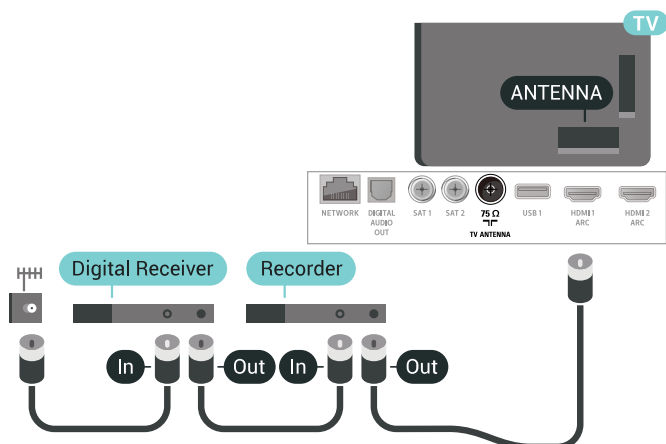 TV
ANTENNA
NETWORK
DIGITAL
AUDIO
OUT
SAT 1
SAT 2
75 Ω
TV ANTENNA
USB 1
HDMI 1
ARC
HDMI 2
ARC
Digital Receiver
Recorder
In
Out
In
Out